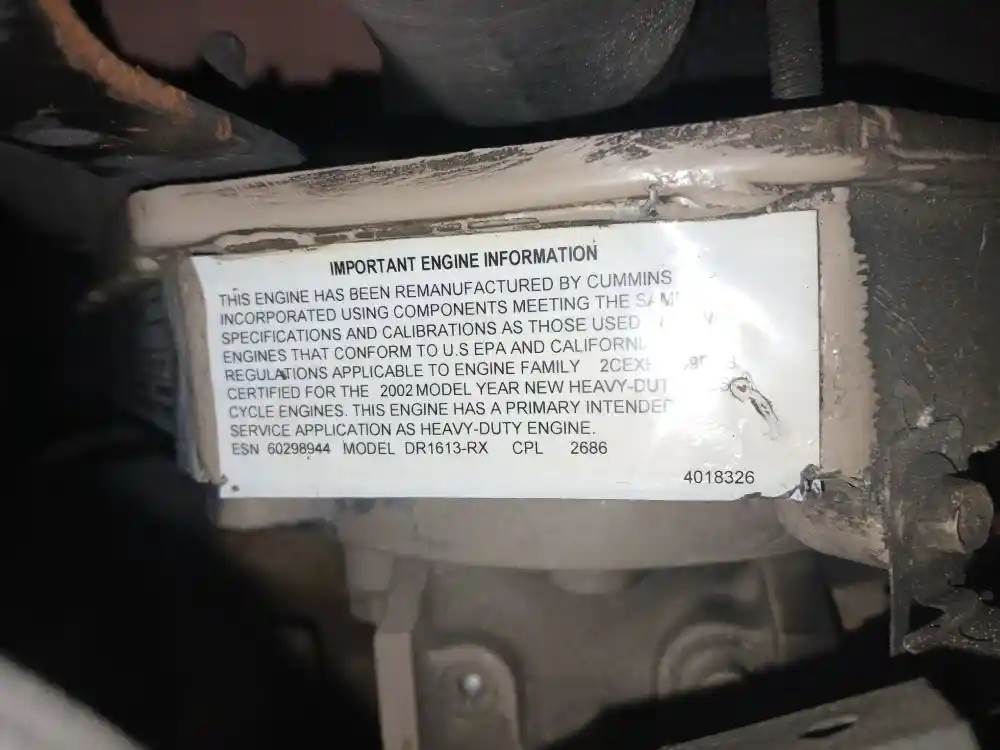 IMPORTANT ENGINE INFORMATION
THIS ENGINE HAS BEEN REMANUFACTURED BY CUMMINS
INCORPORATED USING COMPONENTS MEETING THE
SPECIFICATIONS AND CALIBRATIONS AS THOSE USED
ENGINES THAT CONFORM TO U.S EPA AND
REGULATIONS APPLICABLE TO ENGINE FAMILY
CERTIFIED FOR THE 2002 MODEL YEAR NEW
CYCLE ENGINES. THIS ENGINE HAS A PRIMARY
SERVICE APPLICATION AS HEAVY-DUTY ENGINE.
ESN 60298944 MODEL DR1613-RX CPL 2686
4018326